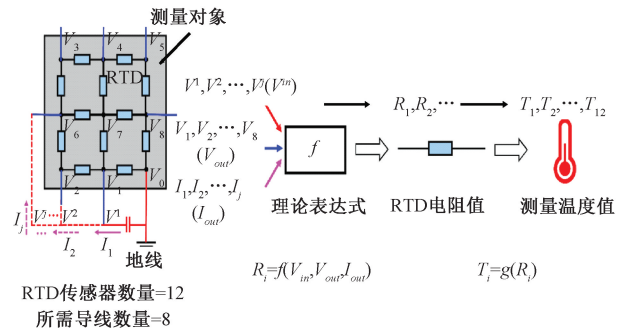 测量对象
V3 V4 V5
RTD
V6 V7 V8
V2 V1 V0
Ij Vj… V2 V1
… I2 I1
地线
RTD传感器数量=12
所需导线数量=8
V1,V2,…,Vj(Vin)
V1,V2,…,V8
(Vout)
I1,I2,…,Ij
(Iout)
f
理论表达式
R1,R2,…
RTD电阻值
T1,T2,…,T12
测量温度值
Ri=f(Vin,Vout,Iout)
Ti=g(Ri)